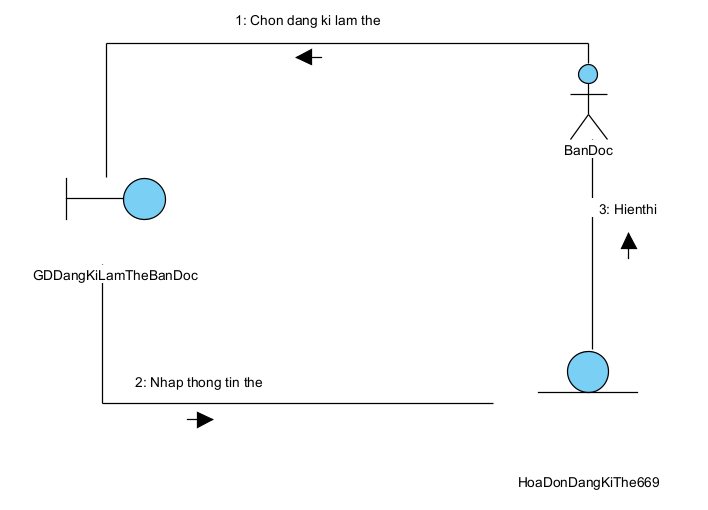 1: Chon dang ki lam the
BanDoc
3: Hienthi
GDDangKiLamTheBanDoc
2: Nhap thong tin the
HoaDonDangKiThe669